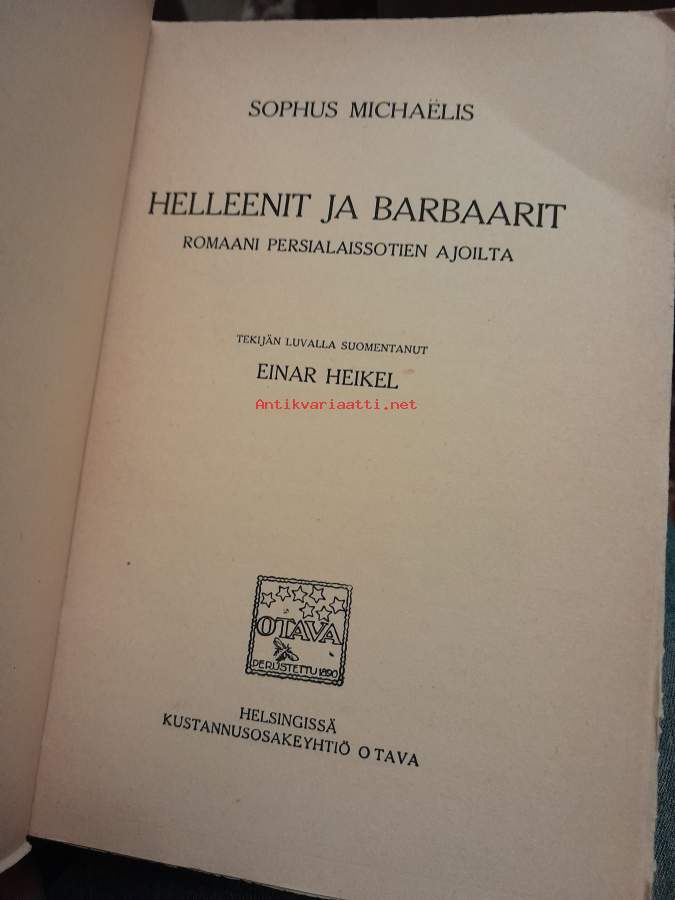 SOPHUS MICHAËLIS
HELLEENIT JA BARBAARIT
ROMAANI PERSIALAISSOTIEN AJOILTA
TEKIJÄN LUVALLA SUOMENTANUT
EINAR HEIKEL
Antikvariaatti.net
OTAVA
PERUSTETTU 1890
HELSINGISSÄ
KUSTANNUSOSAKEYHTIÖ OTAVA